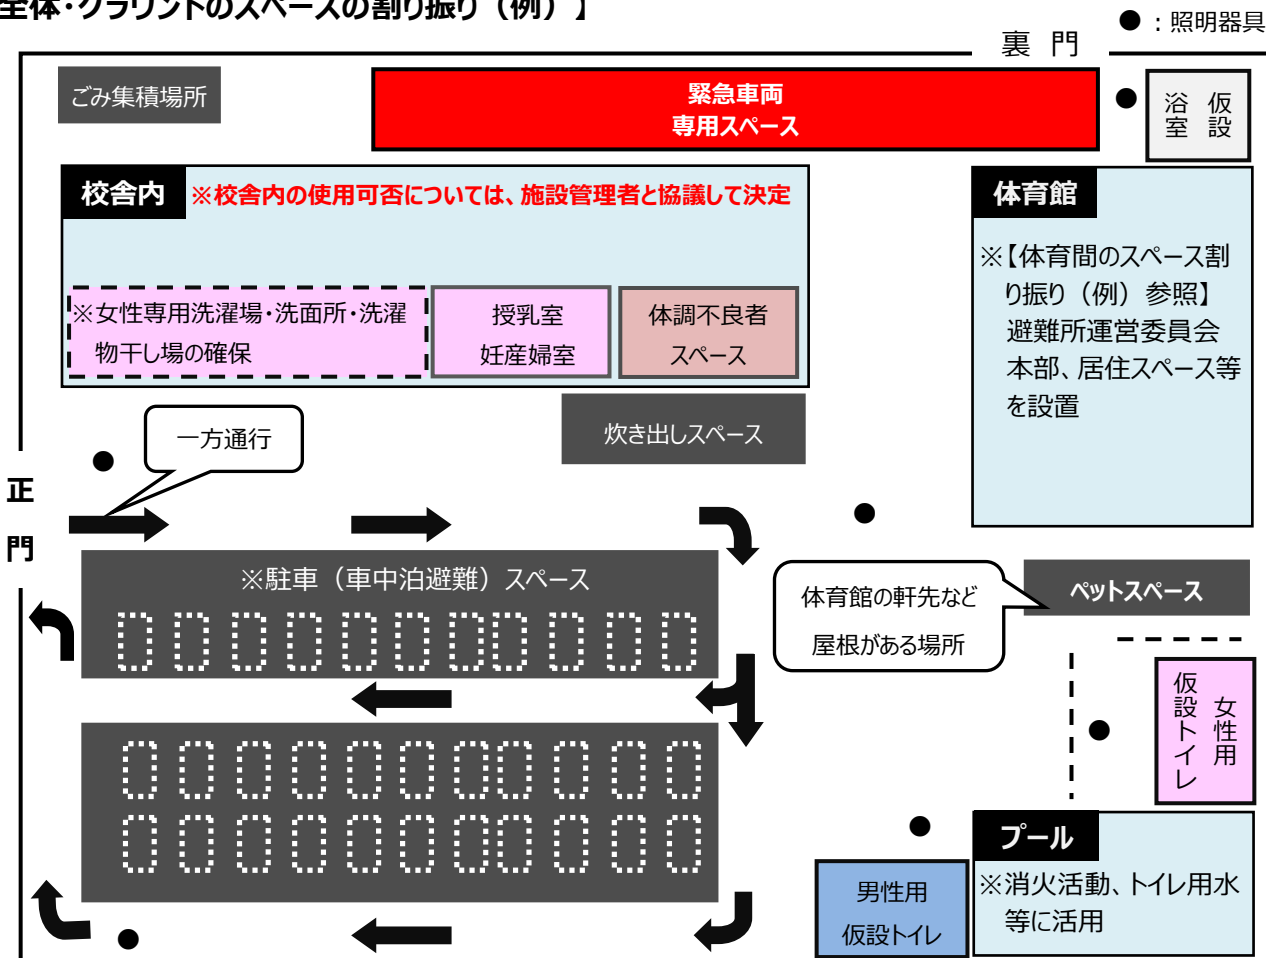 全体・グラウンドのスペースの割り振り（例）】
●：照明器具
裏 門
ごみ集積場所
緊急車両
専用スペース
仮設
浴室
校舎内
※校舎内の使用可否については、施設管理者と協議して決定
※女性専用洗濯場・洗面所・洗濯
物干し場の確保
授乳室
妊産婦室
体調不良者
スペース
体育館
※【体育間のスペース割
り振り（例）参照】
避難所運営委員会
本部、居住スペース等
を設置
炊き出しスペース
一方通行
正門
※駐車（車中泊避難）スペース
体育館の軒先など
屋根がある場所
ペットスペース
女性用
仮設トイレ
プール
※消火活動、トイレ用水
等に活用
男性用
仮設トイレ